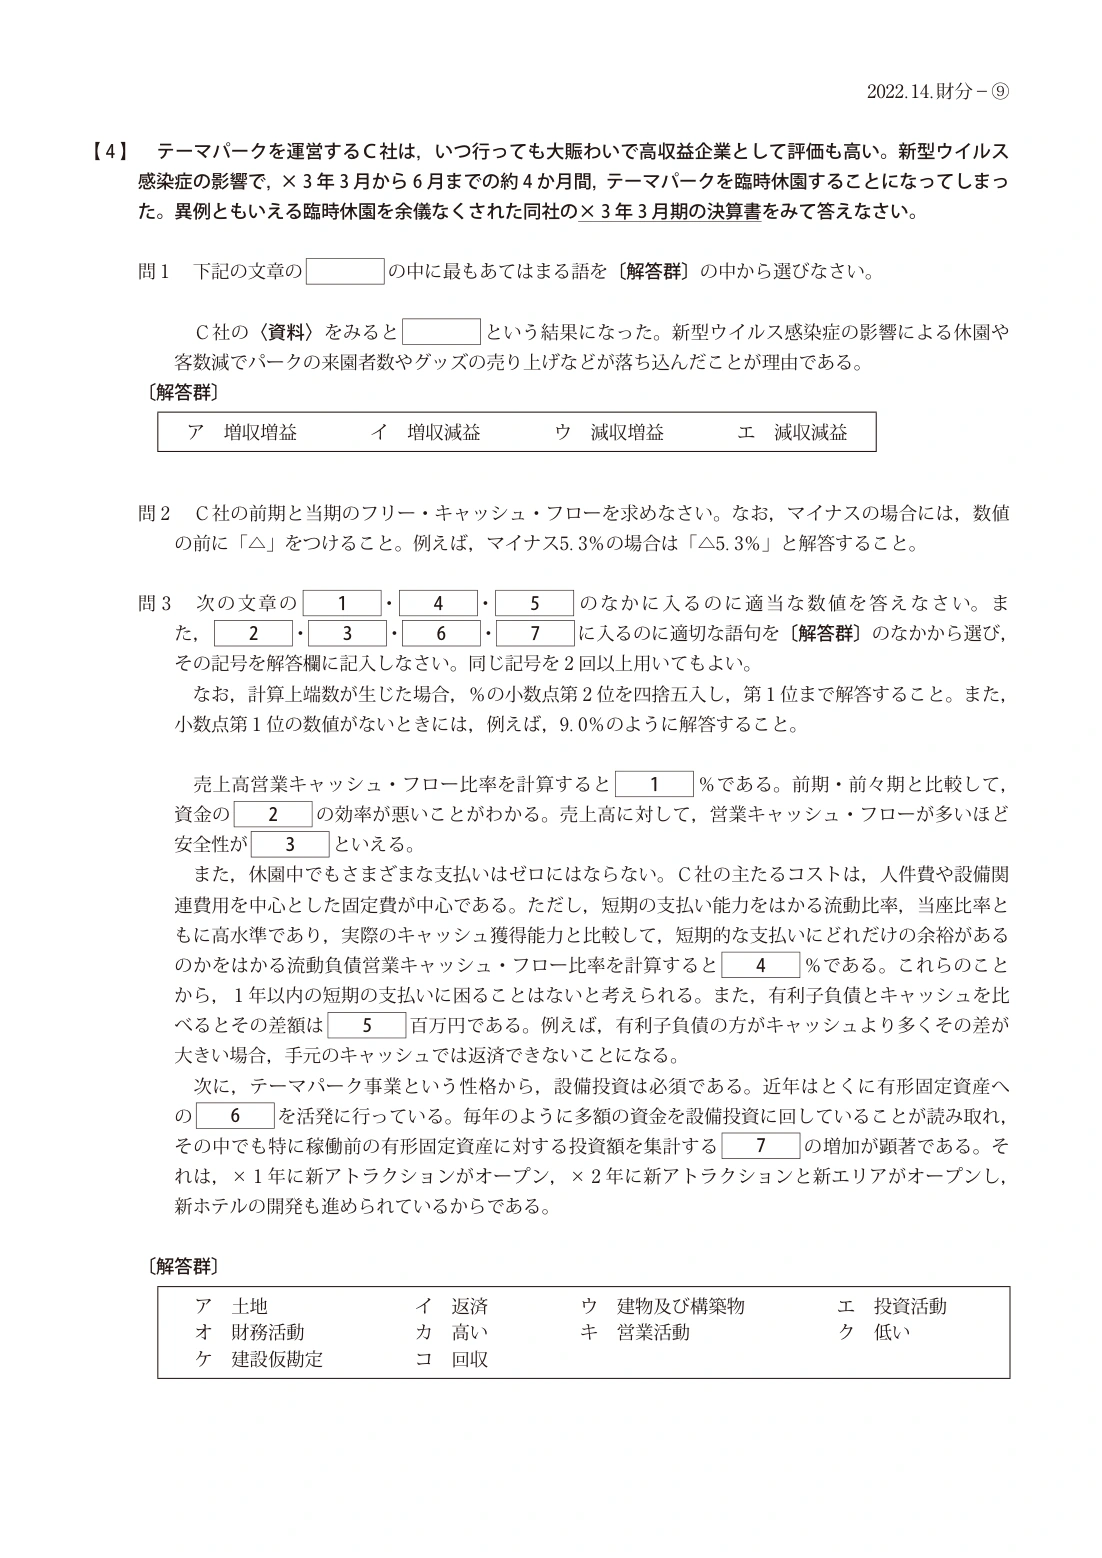 2022.14.財分－⑨
【４】　テーマパークを運営するＣ社は，いつ行っても大賑わいで高収益企業として評価も高い。新型ウイルス
感染症の影響で，×３年３月から６月までの約４か月間，テーマパークを臨時休園することになってしまっ
た。異例ともいえる臨時休園を余儀なくされた同社の×３年３月期の決算書をみて答えなさい。
問１　下記の文章の　　　　の中に最もあてはまる語を〔解答群〕の中から選びなさい。
Ｃ社の〈資料〉をみると　　　　という結果になった。新型ウイルス感染症の影響による休園や
客数減でパークの来園者数やグッズの売り上げなどが落ち込んだことが理由である。
〔解答群〕
ア　増収増益　　イ　増収減益　　ウ　減収増益　　エ　減収減益
問２　Ｃ社の前期と当期のフリー・キャッシュ・フローを求めなさい。なお，マイナスの場合には，数値
の前に「△」をつけること。例えば，マイナス5.3%の場合は「△5.3%」と解答すること。
問３　次の文章の　1　・　4　・　5　のなかに入るのに適当な数値を答えなさい。ま
た，　2　・　3　・　6　・　7　に入るのに適切な語句を〔解答群〕のなかから選び，
その記号を解答欄に記入しなさい。同じ記号を２回以上用いてもよい。
なお，計算上端数が生じた場合，%の小数点第２位を四捨五入し，第１位まで解答すること。また，
小数点第１位の数値がないときには，例えば，9.0%のように解答すること。
売上高営業キャッシュ・フロー比率を計算すると　1　%である。前期・前々期と比較して，
資金の　2　の効率が悪いことがわかる。売上高に対して，営業キャッシュ・フローが多いほど
安全性が　3　といえる。
また，休園中でもさまざまな支払いはゼロにはならない。Ｃ社の主たるコストは，人件費や設備関
連費用を中心とした固定費が中心である。ただし，短期の支払い能力をはかる流動比率，当座比率と
もに高水準であり，実際のキャッシュ獲得能力と比較して，短期的な支払いにどれだけの余裕がある
のかをはかる流動負債営業キャッシュ・フロー比率を計算すると　4　%である。これらのこと
から，１年以内の短期の支払いに困ることはないと考えられる。また，有利子負債とキャッシュを比
べるとその差額は　5　百万円である。例えば，有利子負債の方がキャッシュより多くその差が
大きい場合，手元のキャッシュでは返済できないことになる。
次に，テーマパーク事業という性格から，設備投資は必須である。近年はとくに有形固定資産へ
の　6　を活発に行っている。毎年のように多額の資金を設備投資に回していることが読み取れ，
その中でも特に稼働前の有形固定資産に対する投資額を集計する　7　の増加が顕著である。そ
れは，×１年に新アトラクションがオープン，×２年に新アトラクションと新エリアがオープンし，
新ホテルの開発も進められているからである。
〔解答群〕
ア　土地　　イ　返済　　ウ　建物及び構築物　　エ　投資活動
オ　財務活動　　カ　高い　　キ　営業活動　　ク　低い
ケ　建設仮勘定　　コ　回収